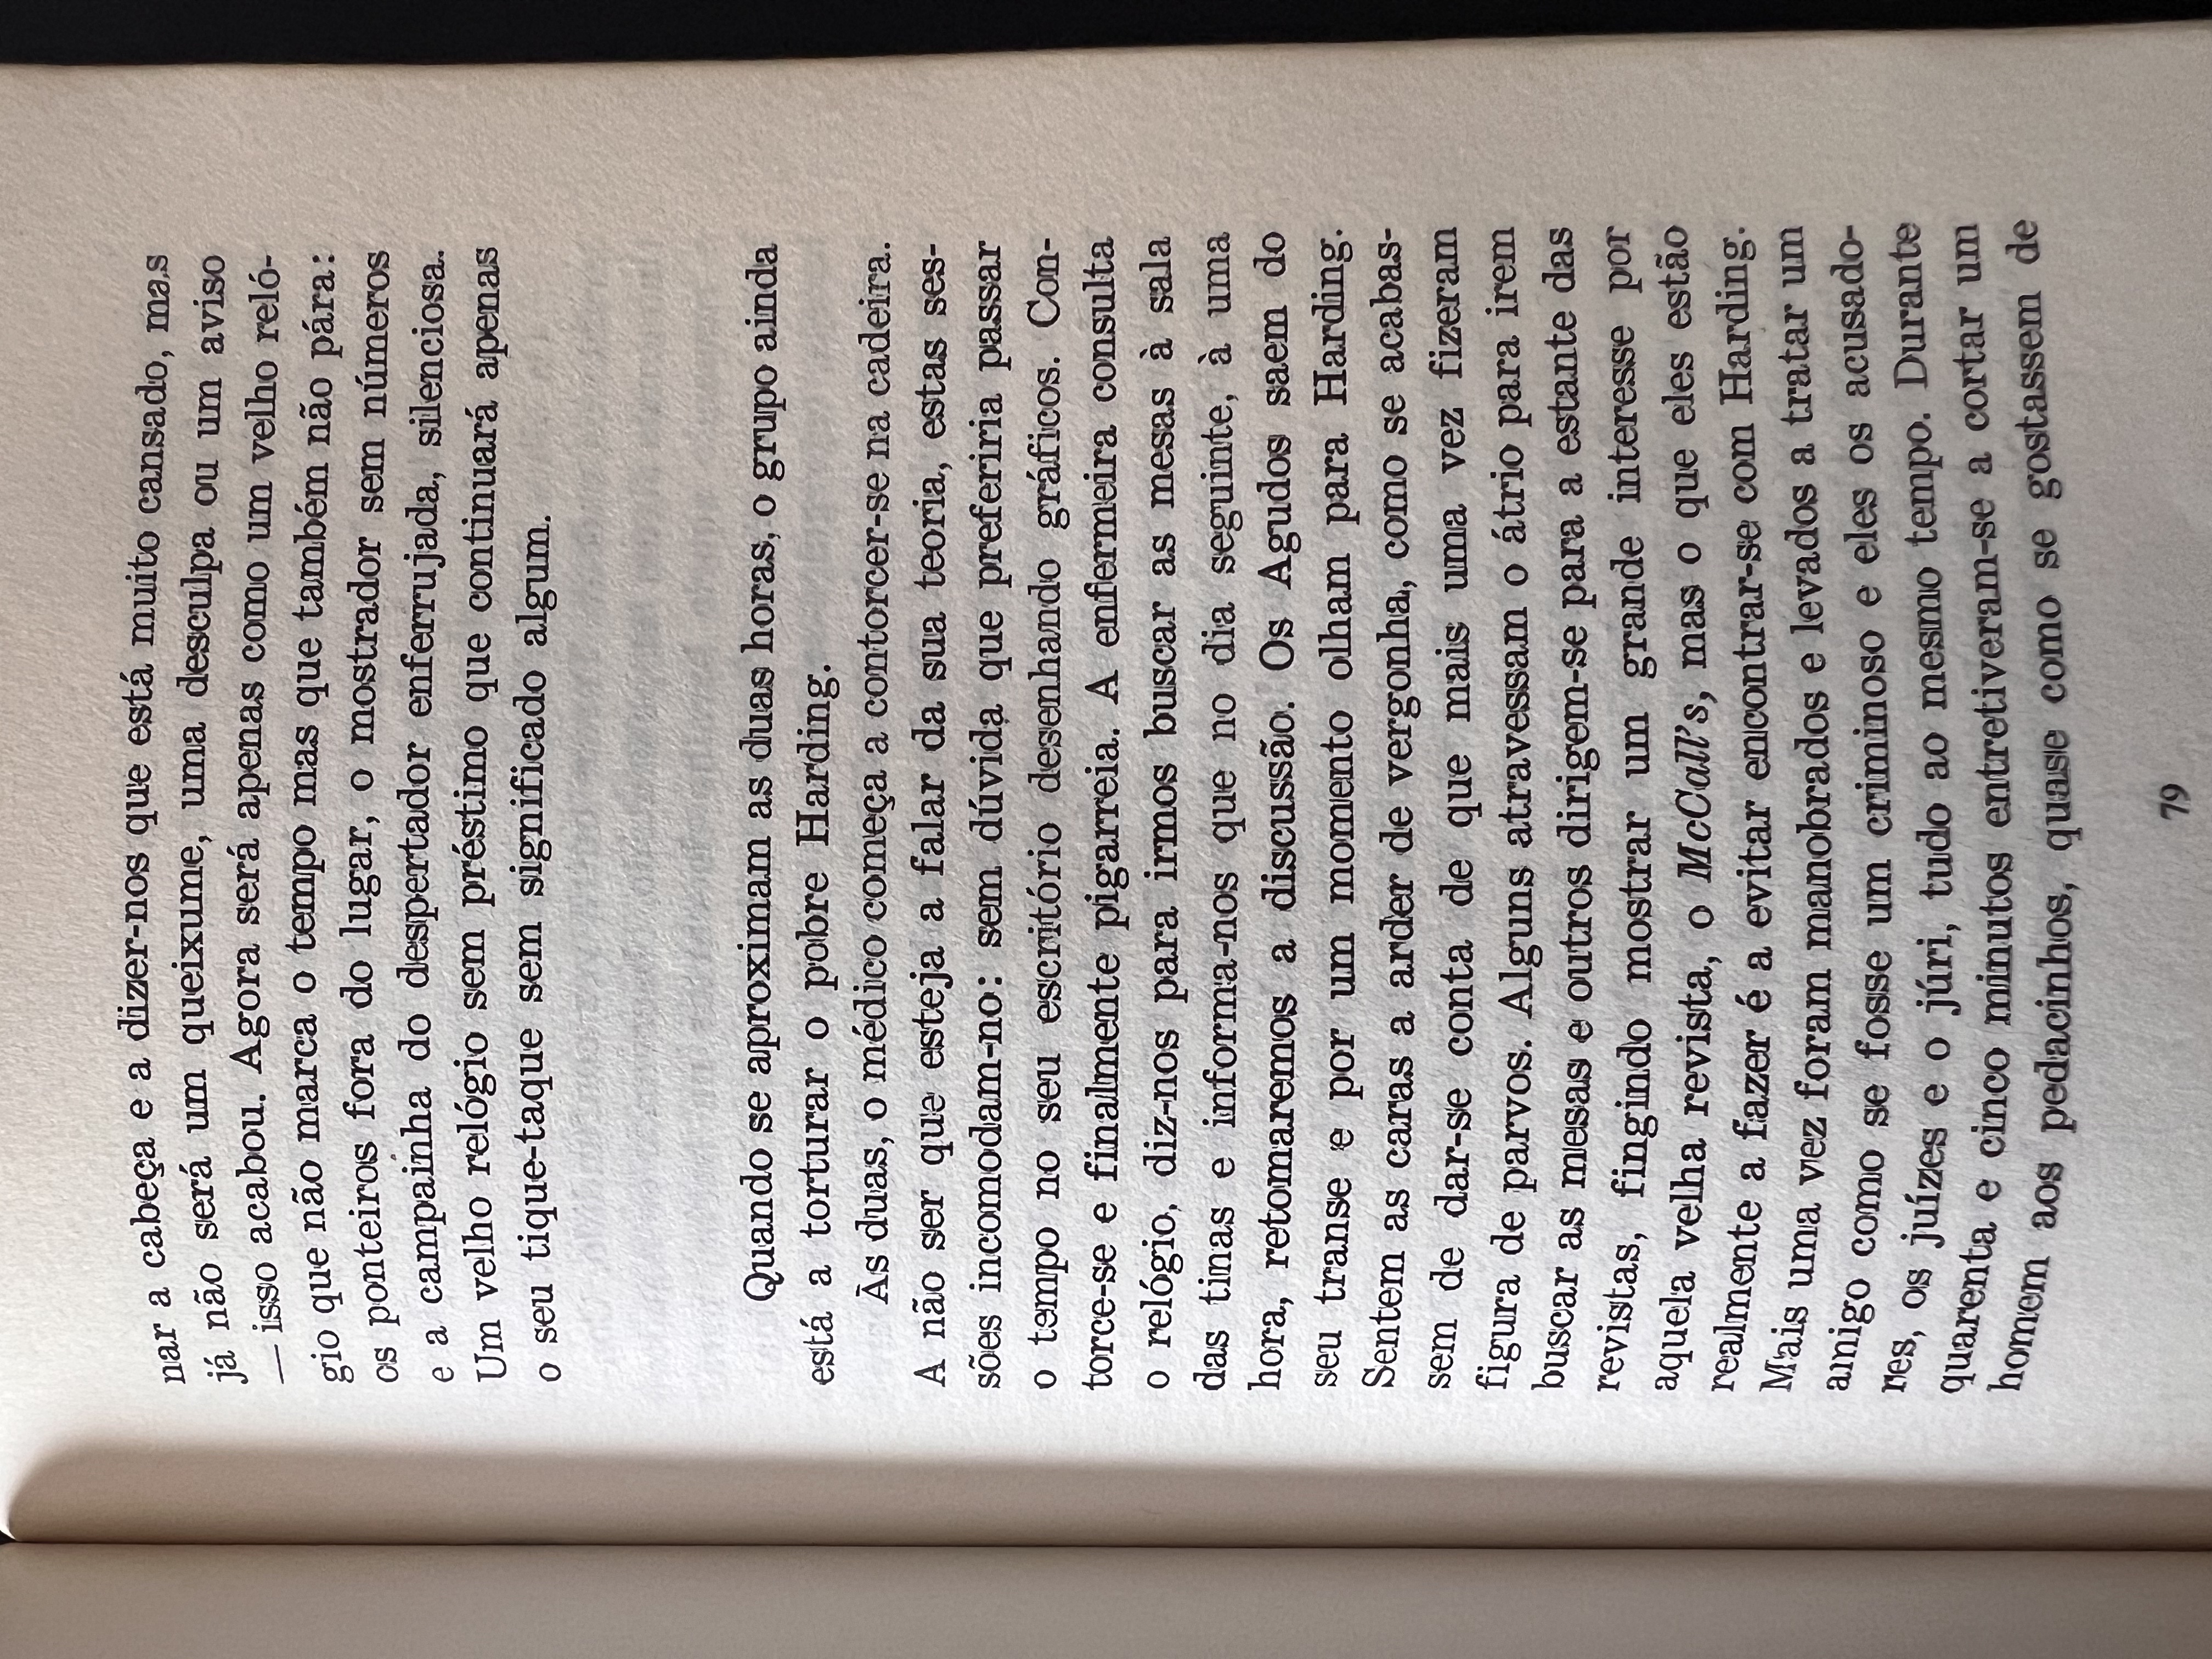 nar a cabeça e a dizer-nos que está muito cansado, mas
já não será um queixume, uma desculpa ou um aviso
— isso acabou. Agora será apenas como um velho reló-
gio que não marca o tempo mas que também não pára:
os ponteiros fora do lugar, o mostrador sem números
e a campainha do despertador enferrujada, silenciosa.
Um velho relógio sem préstimo que continuará apenas
o seu tique-taque sem significado algum.
Quando se aproximam as duas horas, o grupo ainda
está a torturar o pobre Harding.
Às duas, o médico começa a contorcer-se na cadeira.
A não ser que esteja a falar da sua teoria, estas ses-
sões incomodam-no: sem dúvida que preferiria passar
o tempo no seu escritório desenhando gráficos. Con-
torce-se e finalmente pigarreia. A enfermeira consulta
o relógio, diz-nos para irmos buscar as mesas à sala
das tinas e informa-nos que no dia seguinte, à uma
hora, retomaremos a discussão. Os Agudos saem do
seu transe e por um momento olham para Harding.
Sentem as caras a arder de vergonha, como se acabas-
sem de dar-se conta de que mais uma vez fizeram
figura de parvos. Alguns atravessam o átrio para irem
buscar as mesas e outros dirigem-se para a estante das
revistas, fingindo mostrar um grande interesse por
aquela velha revista, o McCall's, mas o que eles estão
realmente a fazer é a evitar encontrar-se com Harding.
Mais uma vez foram manobrados e levados a tratar um
amigo como se fosse um criminoso e eles os acusado-
res, os juízes e o júri, tudo ao mesmo tempo. Durante
quarenta e cinco minutos entretiveram-se a cortar um
homem aos pedacinhos, quase como se gostassem de
79